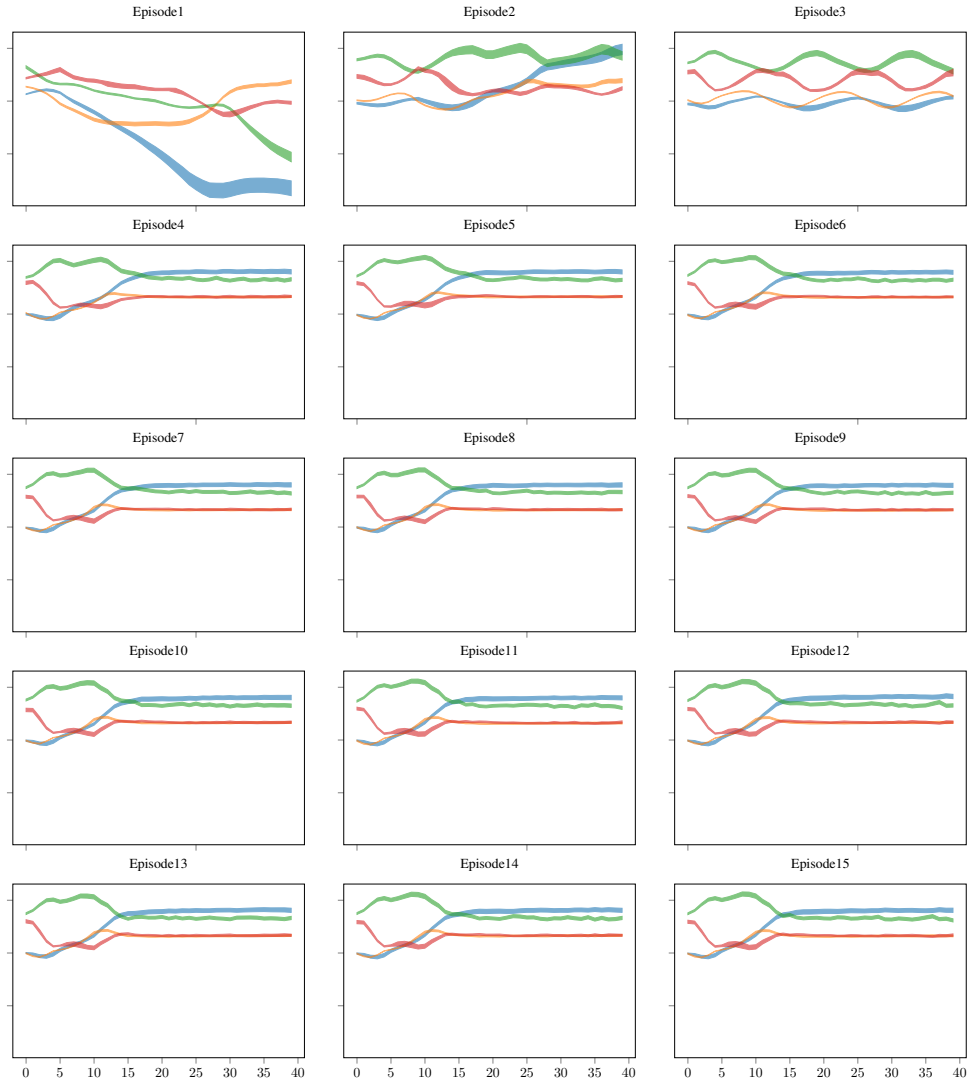 Episode1 Episode2 Episode3
Episode4 Episode5 Episode6
Episode7 Episode8 Episode9
Episode10 Episode11 Episode12
Episode13 Episode14 Episode15
0 5 10 15 20 25 30 35 40 0 5 10 15 20 25 30 35 40 0 5 10 15 20 25 30 35 40